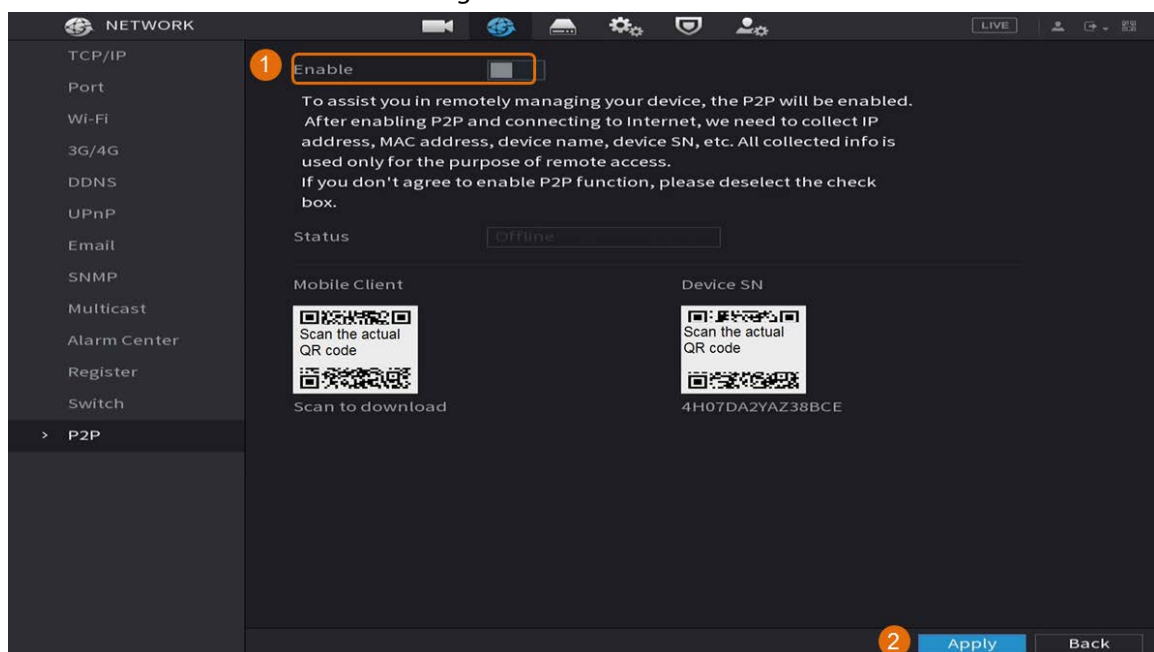 NETWORK
LIVE
TCP/IP
Port
Wi-Fi
3G/4G
DDNS
UPnP
Email
SNMP
Multicast
Alarm Center
Register
Switch
> P2P
1
Enable
To assist you in remotely managing your device, the P2P will be enabled.
After enabling P2P and connecting to Internet, we need to collect IP
address, MAC address, device name, device SN, etc. All collected info is
used only for the purpose of remote access.
If you don't agree to enable P2P function, please deselect the check
box.
Status
Offline
Mobile Client
Scan the actual
QR code
Scan to download
Device SN
Scan the actual
QR code
4H07DA2YAZ38BCE
2
Apply
Back